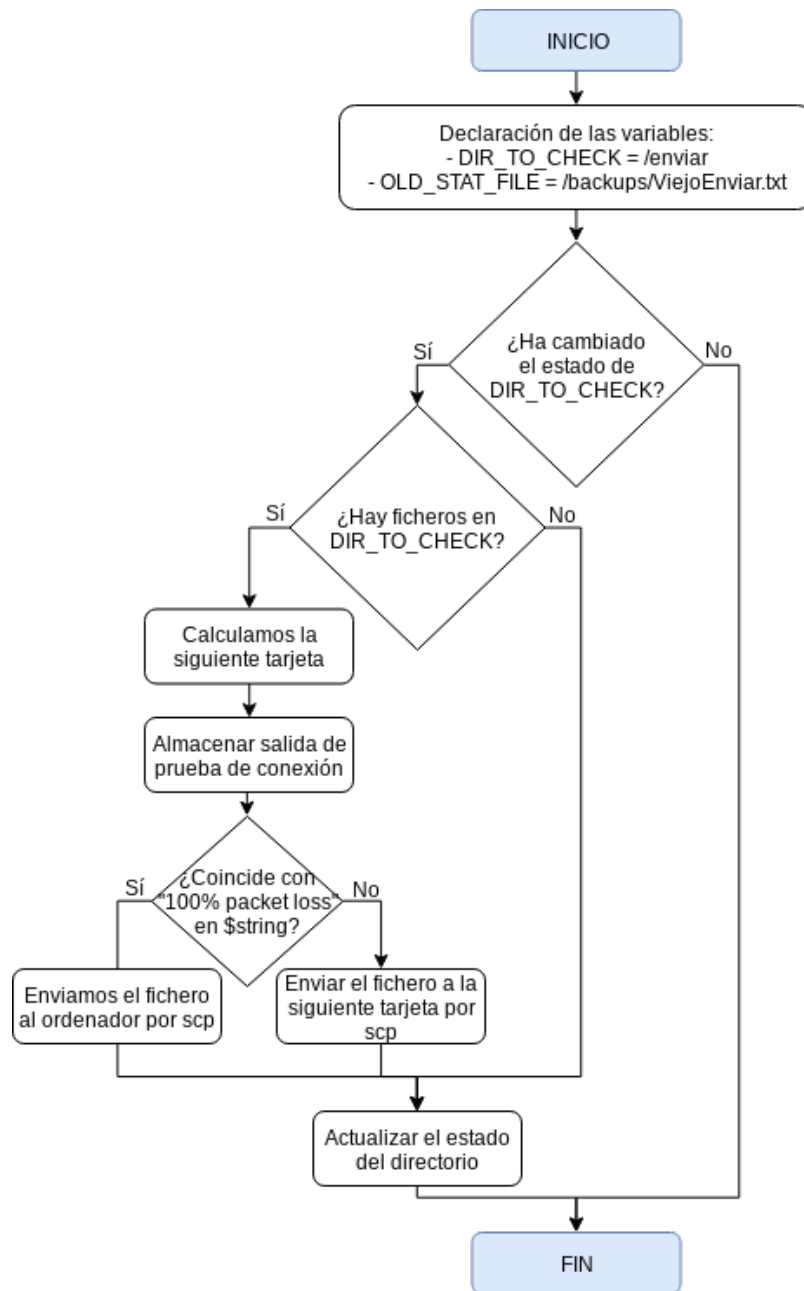 INICIO
Declaración de las variables:
- DIR_TO_CHECK = /enviar
- OLD_STAT_FILE = /backups/ViejoEnviar.txt
¿Ha cambiado
el estado de
DIR_TO_CHECK?
Sí
No
¿Hay ficheros en
DIR_TO_CHECK?
Sí
No
Calculamos la
siguiente tarjeta
Almacenar salida de
prueba de conexión
¿Coincide con
"100% packet loss"
en $string?
Sí
No
Enviamos el fichero
al ordenador por scp
Enviar el fichero a la
siguiente tarjeta por
scp
Actualizar el estado
del directorio
FIN